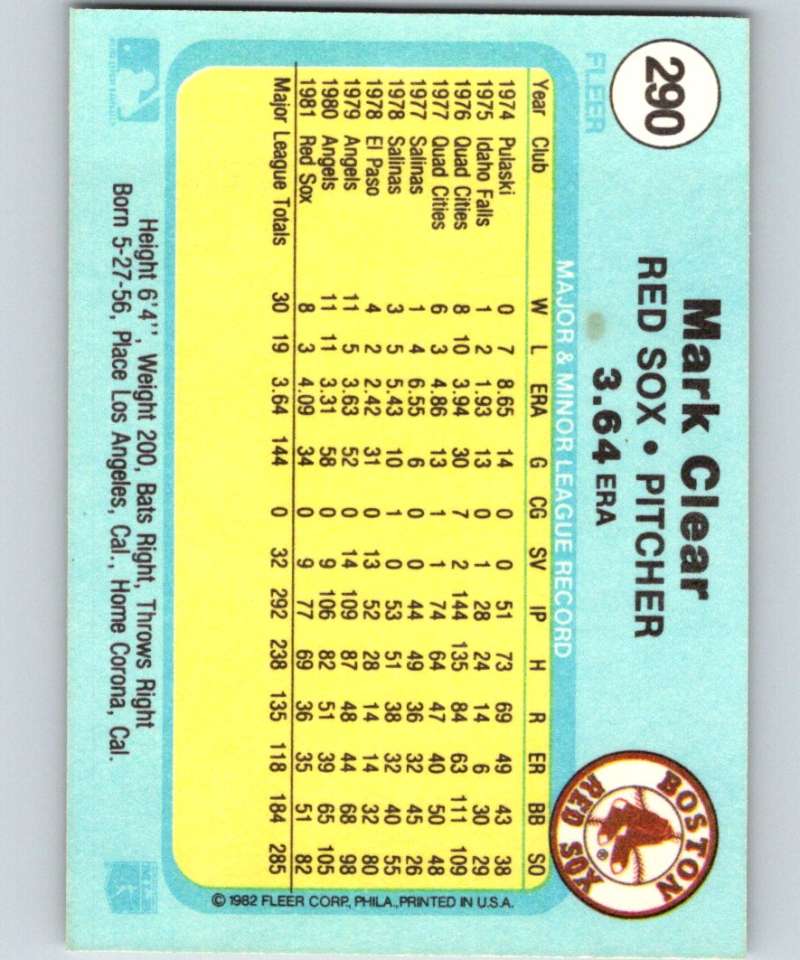 290
FLEER
Mark Clear
RED SOX • PITCHER
3.64 ERA
BOSTON
RED SOX
®
MAJOR & MINOR LEAGUE RECORD
Year Club W L ERA G CG SV IP H R ER BB SO
1974 Pulaski 0 7 8.65 14 0 0 51 73 69 49 43 38
1975 Idaho Falls 1 2 1.93 13 0 1 28 24 14 6 30 29
1976 Quad Cities 8 10 3.94 30 7 2 144 135 84 63 111 109
1977 Quad Cities 6 3 4.86 13 1 1 74 64 47 40 50 48
1977 Salinas 1 4 6.55 6 0 0 44 49 36 32 45 26
1978 Salinas 3 5 5.43 10 1 0 53 51 38 32 40 55
1978 El Paso 4 2 2.42 31 0 13 52 28 14 14 32 80
1979 Angels 11 5 3.63 52 0 14 109 87 48 44 68 98
1980 Angels 11 11 3.31 58 0 9 106 82 51 39 65 105
1981 Red Sox 8 3 4.09 34 0 9 77 69 36 35 51 82
Major League Totals 30 19 3.64 144 0 32 292 238 135 118 184 285
© 1982 FLEER CORP., PHILA., PRINTED IN U.S.A.
Height 6'4'', Weight 200, Bats Right, Throws Right
Born 5-27-56, Place Los Angeles, Cal., Home Corona, Cal.